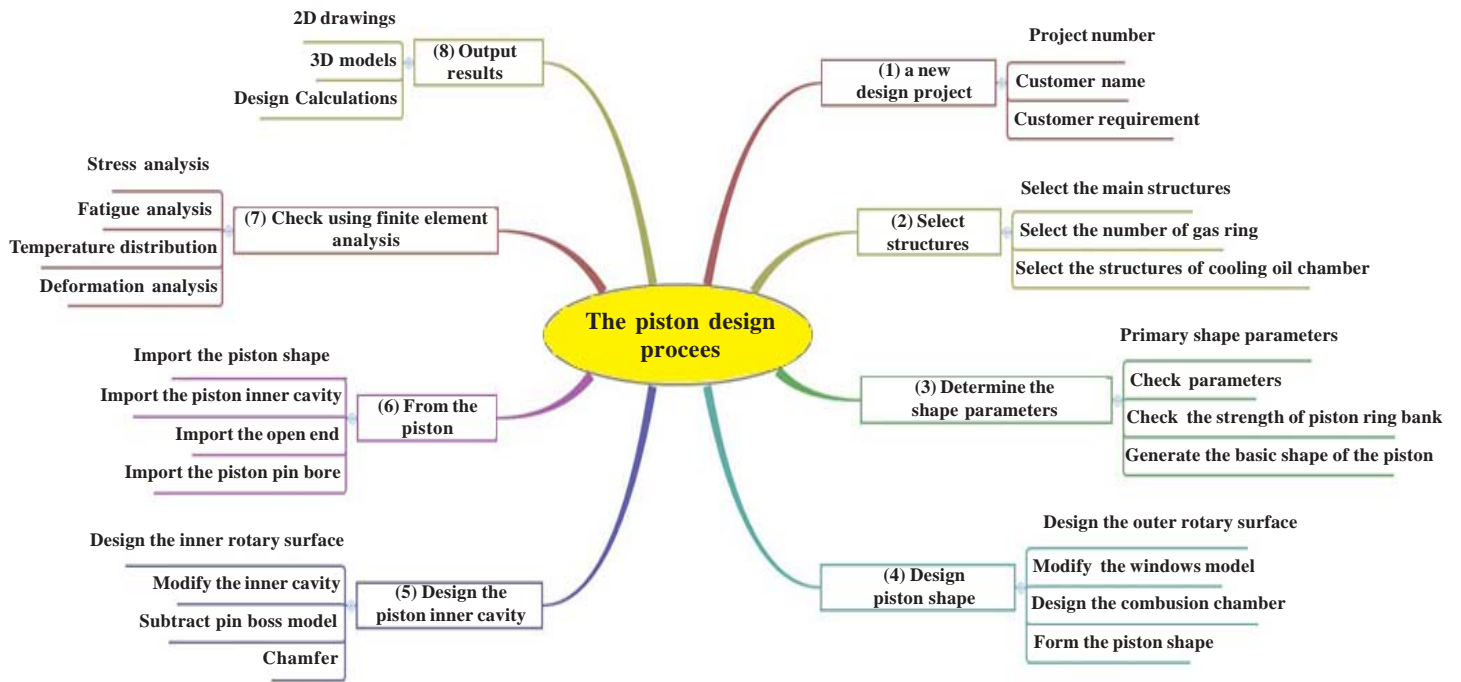 The piston design
procees
(1) a new
design project
Project number
Customer name
Customer requirement
(2) Select
structures
Select the main structures
Select the number of gas ring
Select the structures of cooling oil chamber
(3) Determine the
shape parameters
Primary shape parameters
Check parameters
Check the strength of piston ring bank
Generate the basic shape of the piston
(4) Design
piston shape
Design the outer rotary surface
Modify the windows model
Design the combusion chamber
Form the piston shape
(5) Design the
piston inner cavity
Design the inner rotary surface
Modify the inner cavity
Subtract pin boss model
Chamfer
(6) From the
piston
Import the piston shape
Import the piston inner cavity
Import the open end
Import the piston pin bore
(7) Check using finite element
analysis
Stress analysis
Fatigue analysis
Temperature distribution
Deformation analysis
(8) Output
results
2D drawings
3D models
Design Calculations